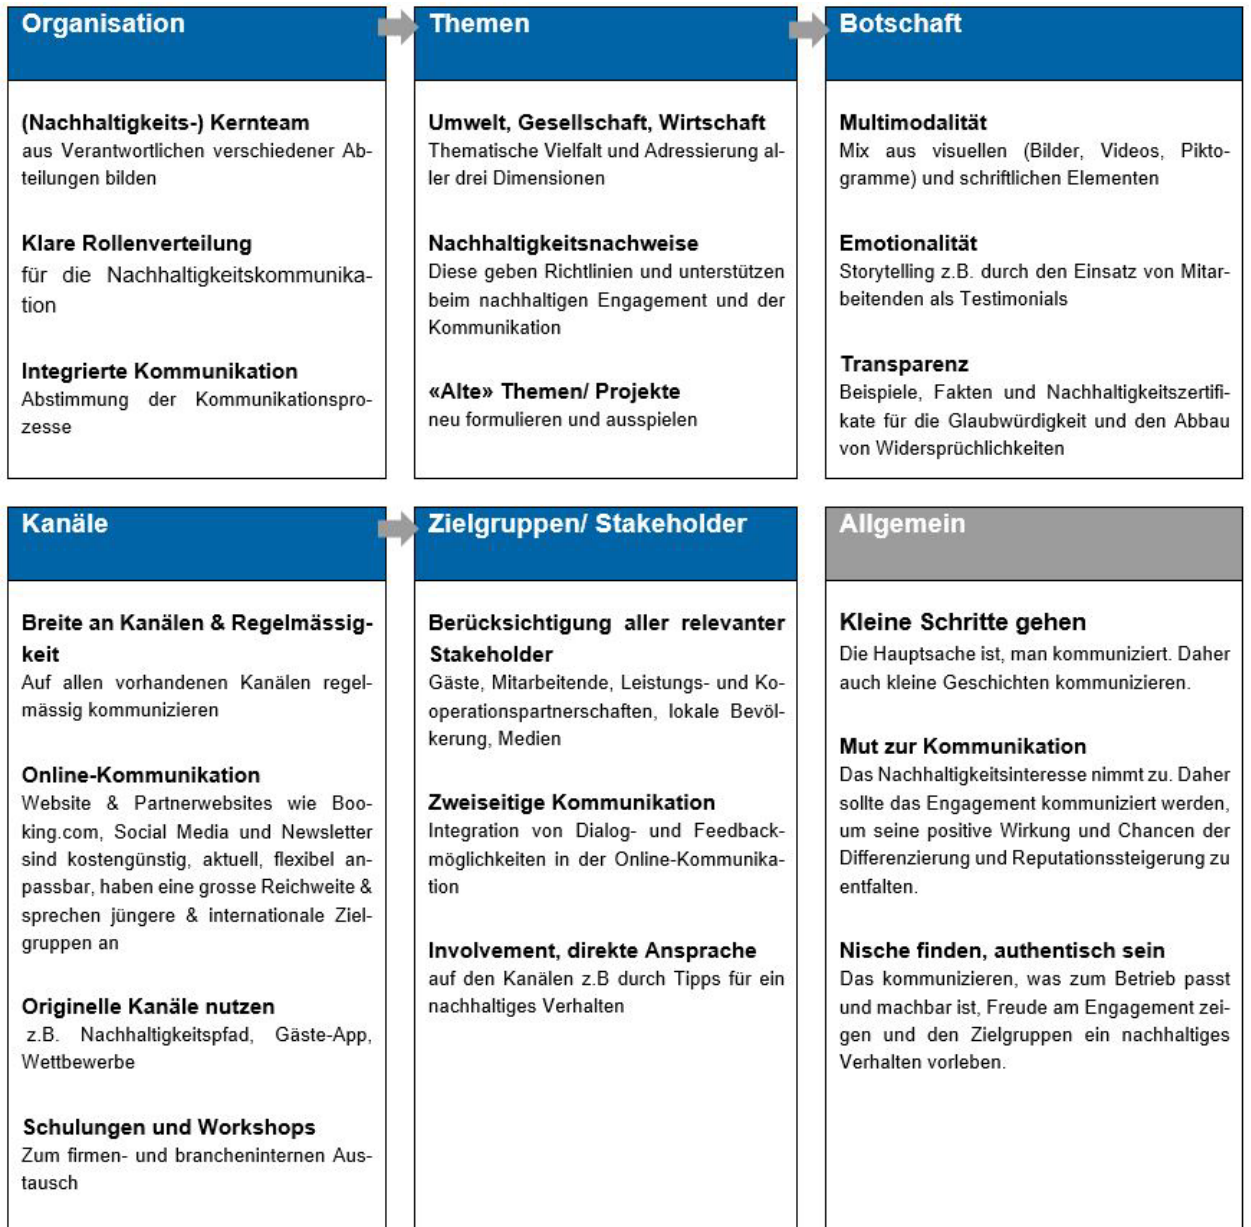 Organisation
(Nachhaltigkeits-) Kernteam
aus Verantwortlichen verschiedener Ab-
teilungen bilden
Klare Rollenverteilung
für die Nachhaltigkeitskommunika-
tion
Integrierte Kommunikation
Abstimmung der Kommunikationspro-
zesse
Themen
Umwelt, Gesellschaft, Wirtschaft
Thematische Vielfalt und Adressierung al-
ler drei Dimensionen
Nachhaltigkeitsnachweise
Diese geben Richtlinien und unterstützen
beim nachhaltigen Engagement und der
Kommunikation
«Alte» Themen/ Projekte
neu formulieren und ausspielen
Botschaft
Multimodalität
Mix aus visuellen (Bilder, Videos, Pikto-
gramme) und schriftlichen Elementen
Emotionalität
Storytelling z.B. durch den Einsatz von Mitar-
beitenden als Testimonials
Transparenz
Beispiele, Fakten und Nachhaltigkeitszertifi-
kate für die Glaubwürdigkeit und den Abbau
von Widersprüchlichkeiten
Kanäle
Breite an Kanälen & Regelmässig-
keit
Auf allen vorhandenen Kanälen regel-
mässig kommunizieren
Online-Kommunikation
Website & Partnerwebsites wie Boo-
king.com, Social Media und Newsletter
sind kostengünstig, aktuell, flexibel an-
passbar, haben eine grosse Reichweite &
sprechen jüngere & internationale Ziel-
gruppen an
Originelle Kanäle nutzen
z.B. Nachhaltigkeitspfad, Gäste-App,
Wettbewerbe
Schulungen und Workshops
Zum firmen- und brancheninternen Aus-
tausch
Zielgruppen/ Stakeholder
Berücksichtigung aller relevanter
Stakeholder
Gäste, Mitarbeitende, Leistungs- und Ko-
operationspartnerschaften, lokale Bevöl-
kerung, Medien
Zweiseitige Kommunikation
Integration von Dialog- und Feedback-
möglichkeiten in der Online-Kommunika-
tion
Involvement, direkte Ansprache
auf den Kanälen z.B durch Tipps für ein
nachhaltiges Verhalten
Allgemein
Kleine Schritte gehen
Die Hauptsache ist, man kommuniziert. Daher
auch kleine Geschichten kommunizieren.
Mut zur Kommunikation
Das Nachhaltigkeitsinteresse nimmt zu. Daher
sollte das Engagement kommuniziert werden,
um seine positive Wirkung und Chancen der
Differenzierung und Reputationssteigerung zu
entfalten.
Nische finden, authentisch sein
Das kommunizieren, was zum Betrieb passt
und machbar ist, Freude am Engagement zei-
gen und den Zielgruppen ein nachhaltiges
Verhalten vorleben.